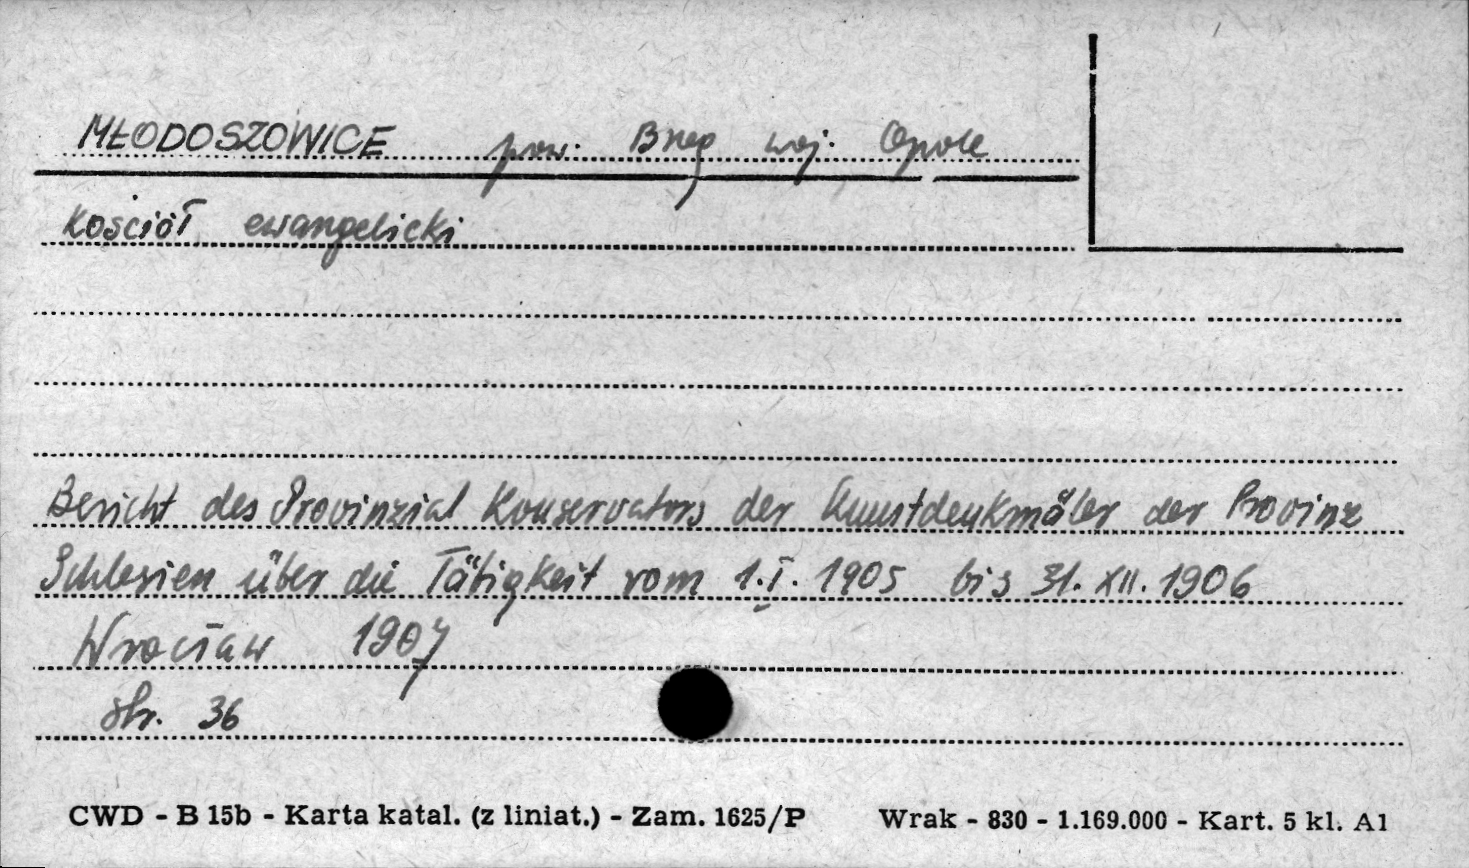 MŁODOSZOWICE pow. Brzeg woj. Opole
Kościół ewangelicki
Bericht des Provinzial Konservators der Kunstdenkmäler der Provinz
Schlesien über die Tätigkeit vom 1.I. 1905 bis 31. XII. 1906
Wrocław 1907
str. 36
CWD - B 15b - Karta katal. (z liniat.) - Zam. 1625/P Wrak - 830 - 1.169.000 - Kart. 5 kl. A1